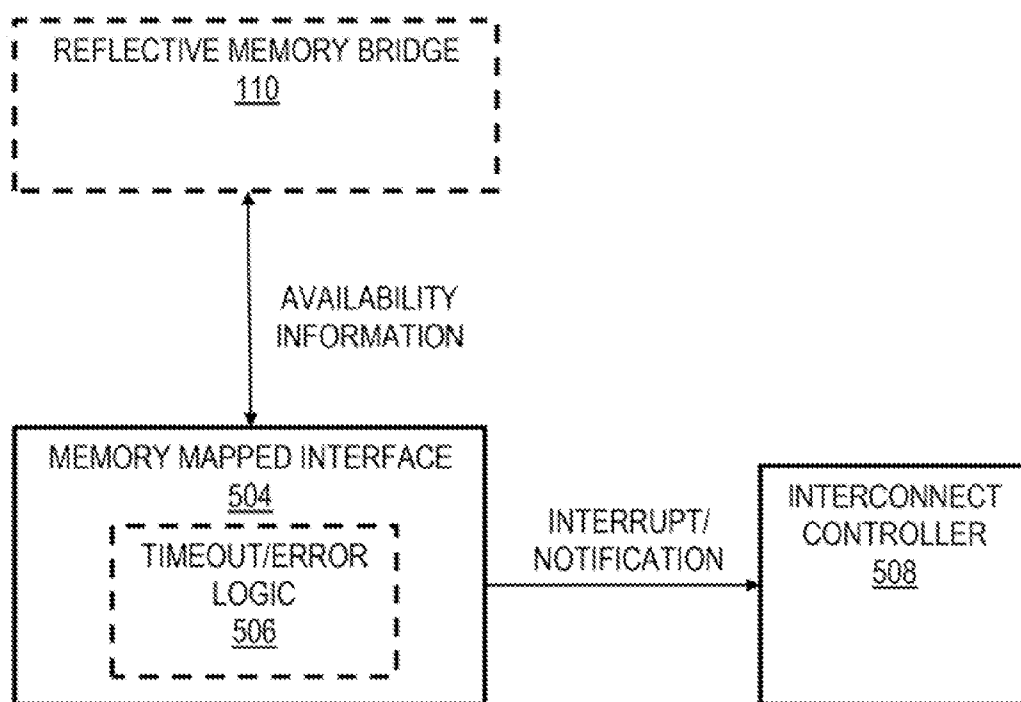 REFLECTIVE MEMORY BRIDGE
110
AVAILABILITY
INFORMATION
MEMORY MAPPED INTERFACE
504
TIMEOUT/ERROR
LOGIC
506
INTERRUPT/
NOTIFICATION
INTERCONNECT
CONTROLLER
508